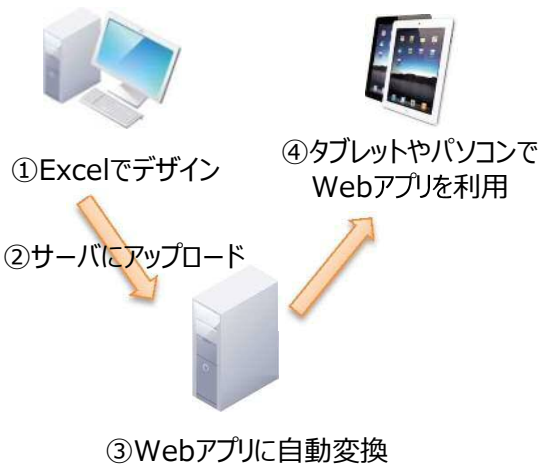 ①Excelでデザイン
②サーバにアップロード
③Webアプリに自動変換
④タブレットやパソコンで
Webアプリを利用